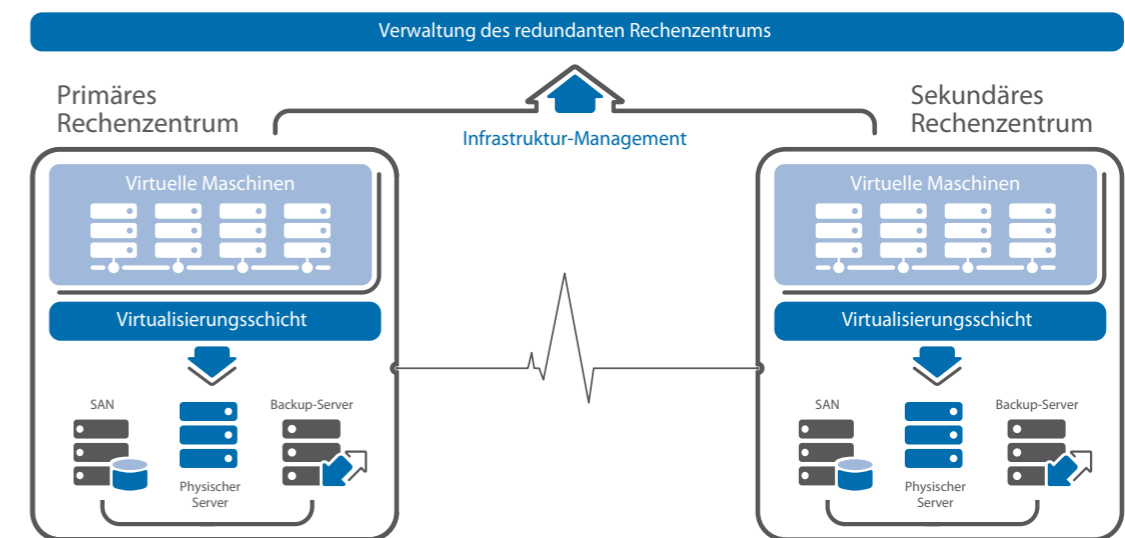 Verwaltung des redundanten Rechenzentrums
Primäres
Rechenzentrum
Infrastruktur-Management
Sekundäres
Rechenzentrum
Virtuelle Maschinen
Virtualisierungsschicht
SAN
Backup-Server
Physischer
Server
Virtuelle Maschinen
Virtualisierungsschicht
SAN
Backup-Server
Physischer
Server